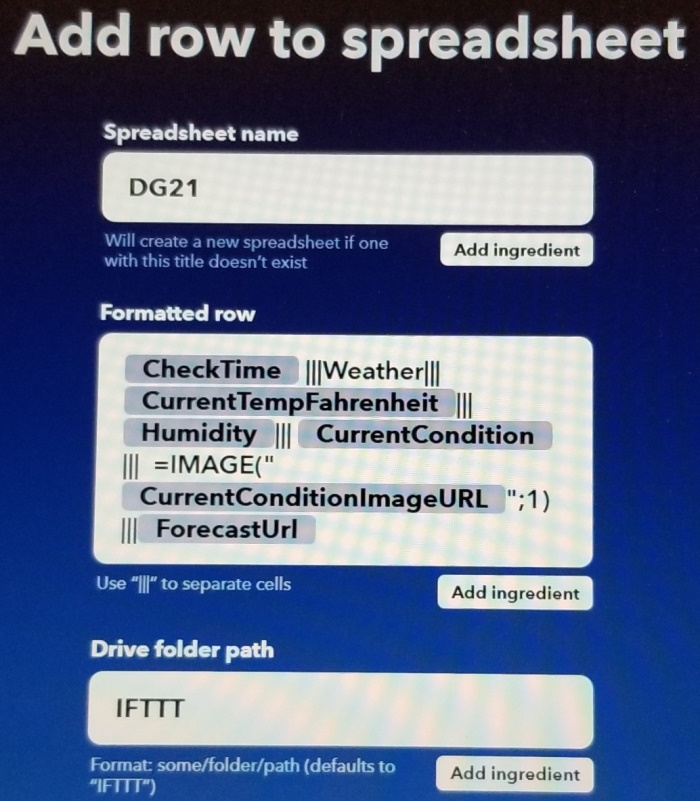 Add row to spreadsheet
Spreadsheet name
DG21
Will create a new spreadsheet if one
with this title doesn't exist
Add ingredient
Formatted row
CheckTime |||Weather|||
CurrentTempFahrenheit |||
Humidity ||| CurrentCondition
||| =IMAGE("
CurrentConditionImageURL ";1)
||| ForecastUrl
Use "|||" to separate cells
Add ingredient
Drive folder path
IFTTT
Format: some/folder/path (defaults to
"IFTTT")
Add ingredient